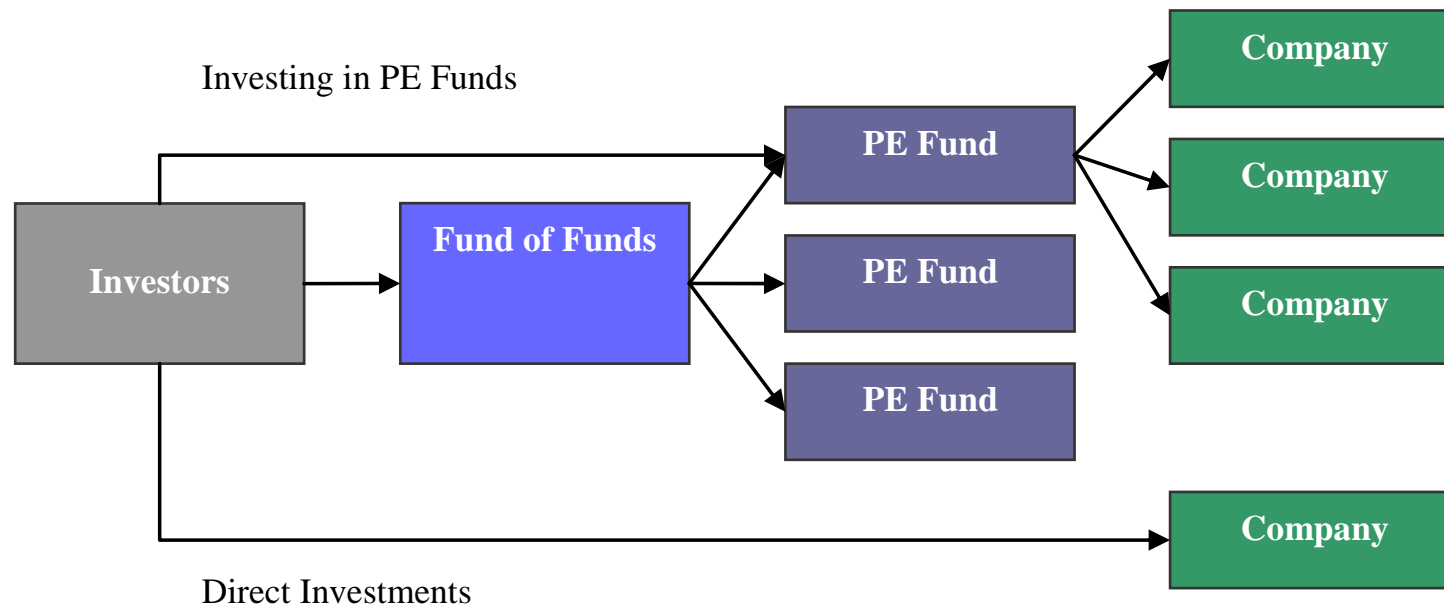 Company
Investing in PE Funds
PE Fund
Company
Fund of Funds
Investors
PE Fund
Company
PE Fund
Company
Direct Investments